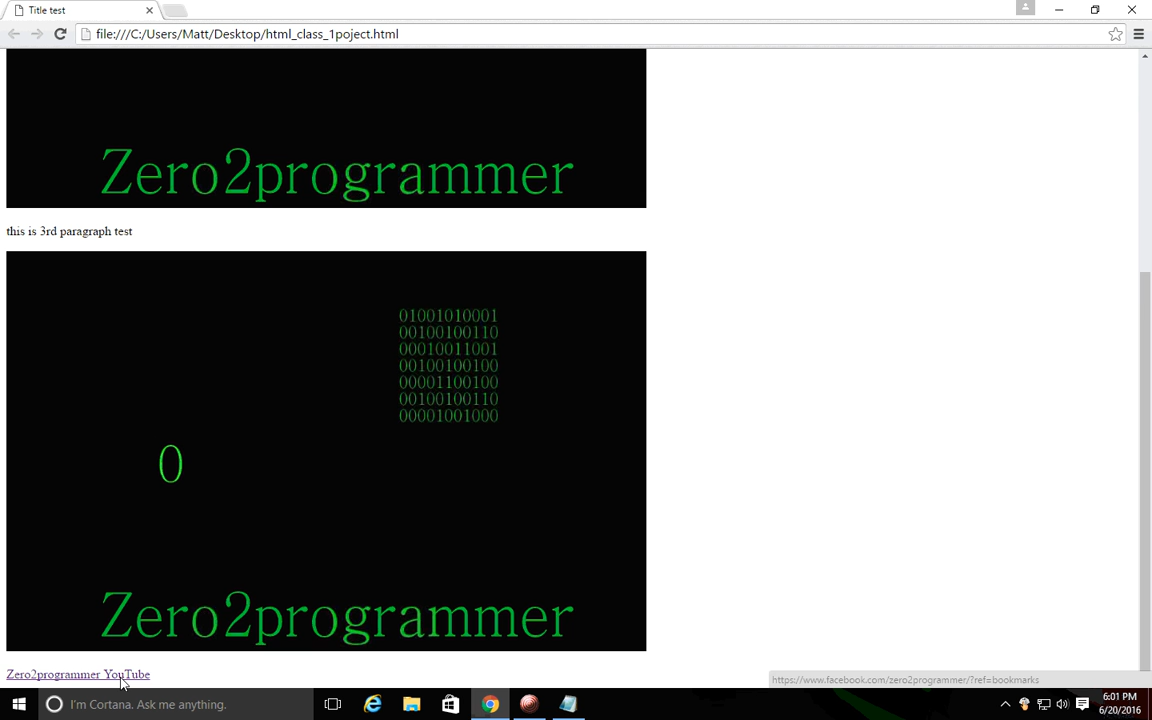 Title test
file:///C:/Users/Matt/Desktop/html_class_1poject.html
Zero2programmer
this is 3rd paragraph test
01001010001
00100100110
00010011001
00100100100
00001100100
00100100110
00001001000
0
Zero2programmer
Zero2programmer YouTube
https://www.facebook.com/zero2programmer/?ref=bookmarks
I'm Cortana. Ask me anything.
6:01 PM
6/20/2016